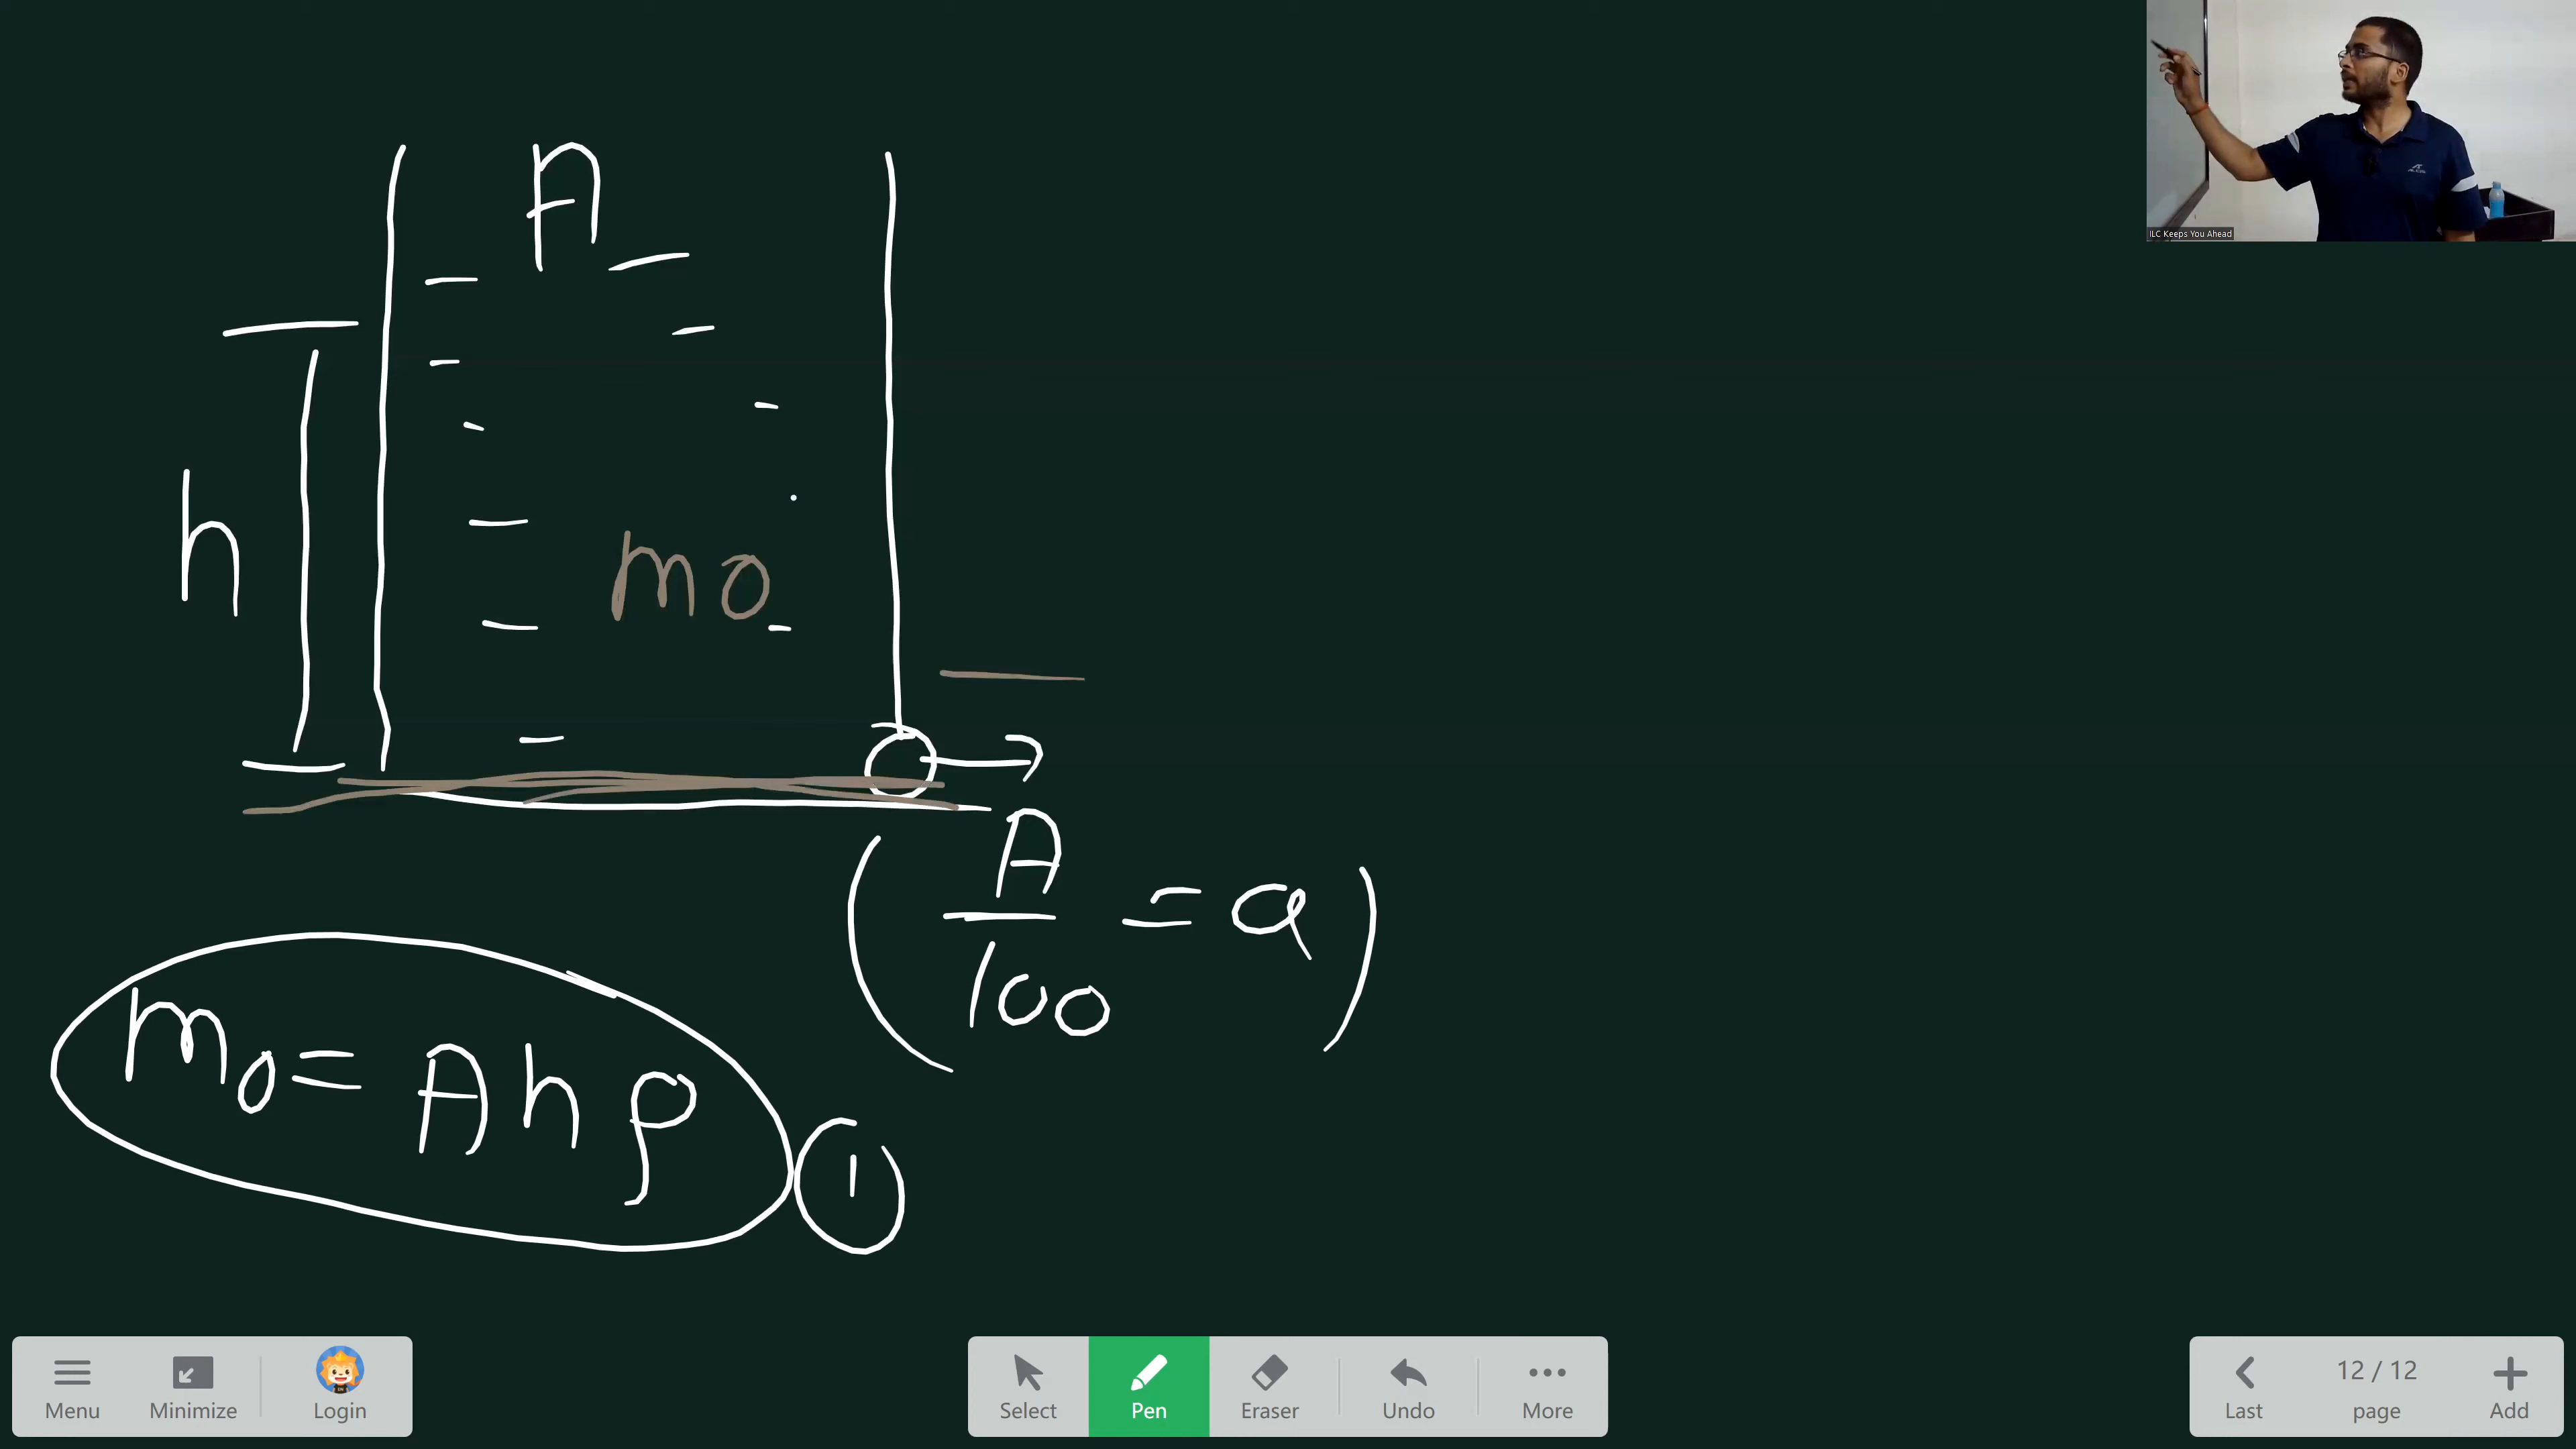 A
h
mo
A
100
= a
m0 = Ahρ
1
ILC Keeps You Ahead
Menu
Minimize
Login
Select
Pen
Eraser
Undo
More
Last
12 / 12
page
Add